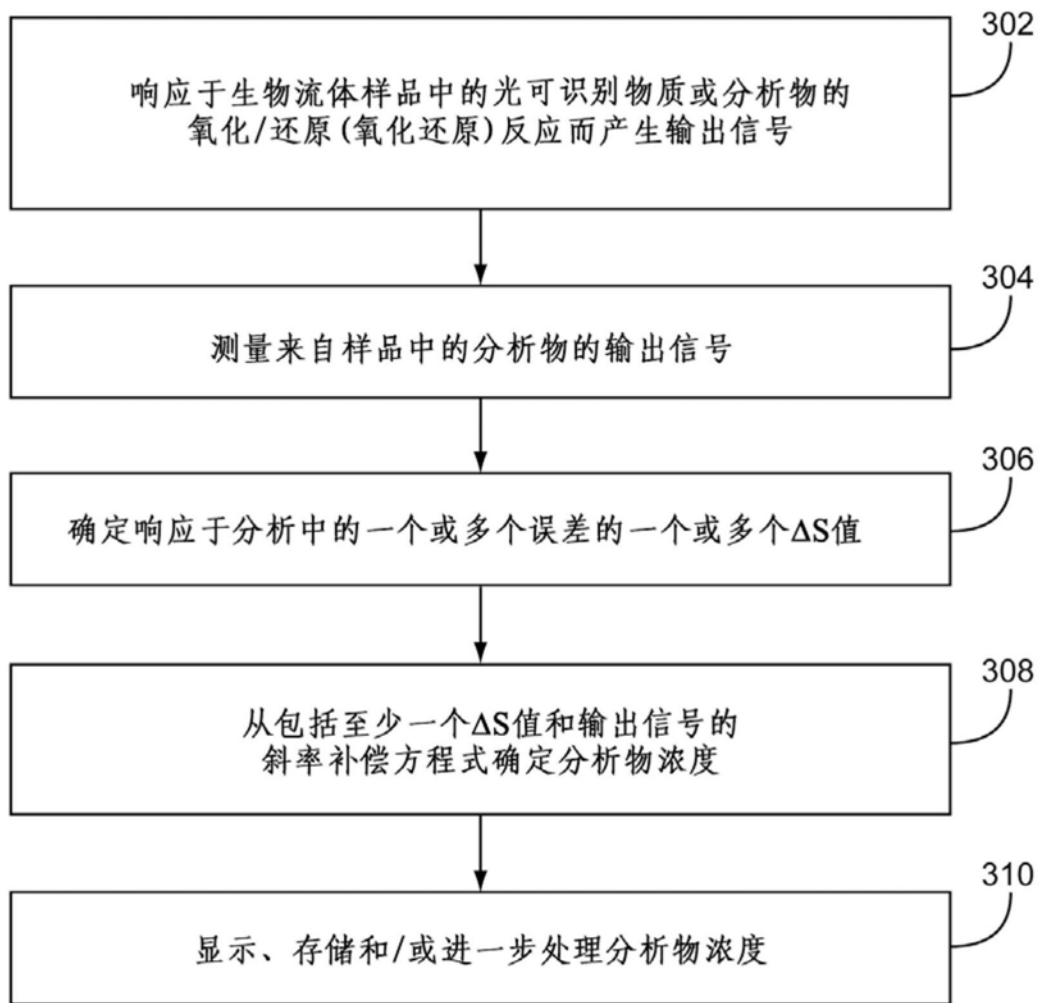 302
响应于生物流体样品中的光可识别物质或分析物的
氧化/还原(氧化还原)反应而产生输出信号
304
测量来自样品中的分析物的输出信号
306
确定响应于分析中的一个或多个误差的一个或多个ΔS值
308
从包括至少一个ΔS值和输出信号的
斜率补偿方程式确定分析物浓度
310
显示、存储和/或进一步处理分析物浓度